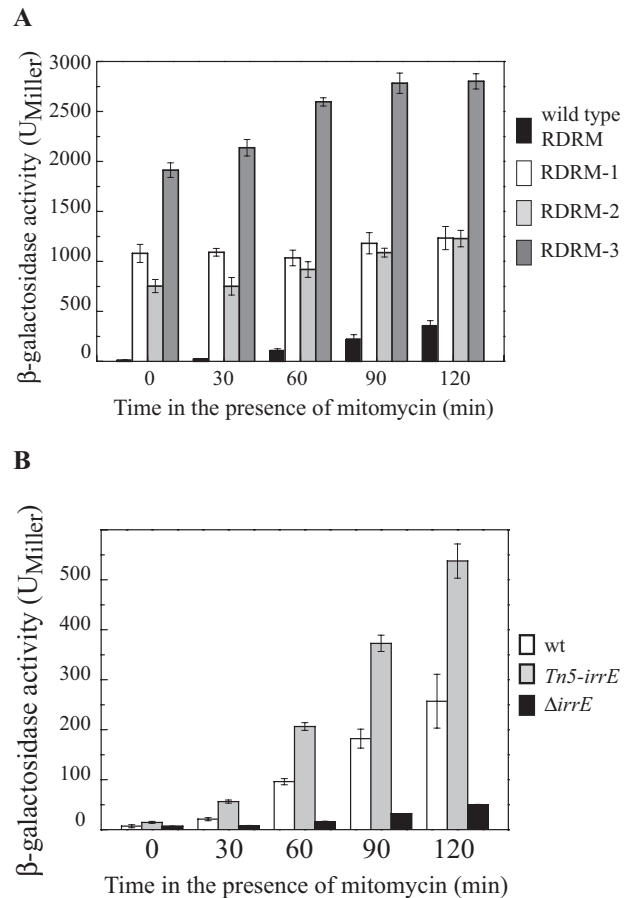 A
β-galactosidase activity (UMiller)
3000
2500
2000
1500
1000
500
0
0 30 60 90 120
Time in the presence of mitomycin (min)
wild type
RDRM
RDRM-1
RDRM-2
RDRM-3
B
β-galactosidase activity (UMiller)
500
400
300
200
100
0
0 30 60 90 120
Time in the presence of mitomycin (min)
wt
Tn5-irrE
ΔirrE